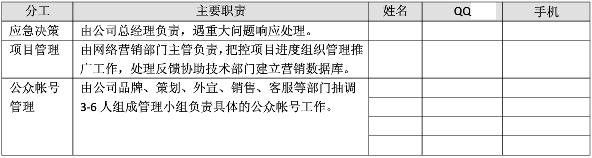 分工 主要职责 姓名 QQ 手机
应急决策 由公司总经理负责，遇重大问题响应处理。
项目管理 由网络营销部门主管负责，把控项目进度组织管理推
广工作，处理反馈协助技术部门建立营销数据库。
公众帐号 由公司品牌、策划、外宣、销售、客服等部门抽调
管理 3-6 人组成管理小组负责具体的公众帐号工作。